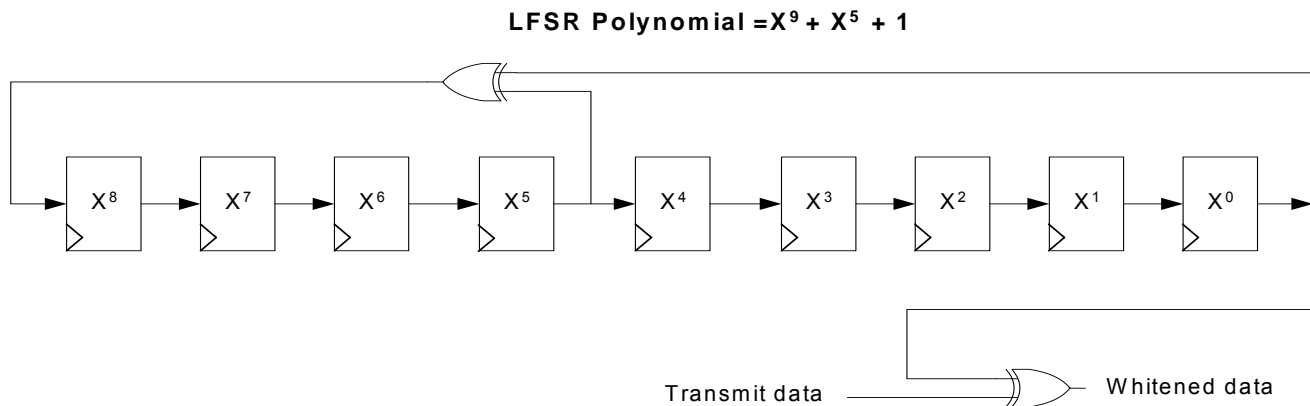 LFSR Polynomial =X⁹ + X⁵ + 1
X⁸ X⁷ X⁶ X⁵ X⁴ X³ X² X¹ X⁰
Transmit data
Whitened data